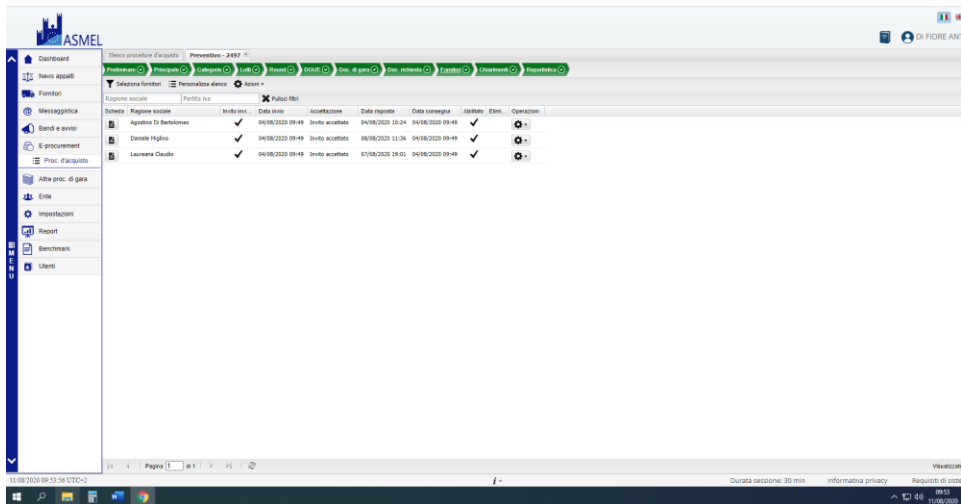 ASMEL
DI FIORE ANT
Dashboard
News appalti
Fornitori
Messaggistica
Bandi e avvisi
E-procurement
Proc. d'acquisto
Altre proc. di gara
Ente
Impostazioni
Report
Benchmark
Utenti
MENU
Elenco procedure d'acquisto Preventivo - 2497
Preliminare Principale Categorie Lotti Round DGUE Doc. di gara Doc. richiesta Fornitori Chiarimenti Reportistica
Seleziona fornitori Personalizza elenco Azioni
Ragione sociale Partita iva Pulisci filtri
Scheda Ragione sociale Invito invi... Data invio Accettazione Data risposta Data consegna Abilitato Elimi... Operazioni
Agostino Di Bartolomeo 04/08/2020 09:49 Invito accettato 04/08/2020 10:24 04/08/2020 09:49
Daniele Miglino 04/08/2020 09:49 Invito accettato 08/08/2020 11:36 04/08/2020 09:49
Laureana Claudio 04/08/2020 09:49 Invito accettato 07/08/2020 19:01 04/08/2020 09:49
Pagina 1 di 1 Visualizzati
11/08/2020 09:53:56 UTC+2 i Durata sessione: 30 min Informativa privacy Requisiti di siste
09:53
11/08/2020